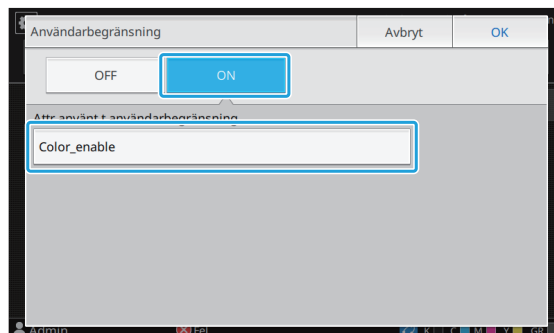 Användarbegränsning Avbryt OK
OFF ON
Attr använt t användarbegränsning
Color_enable
Admin Fel K C M Y GR